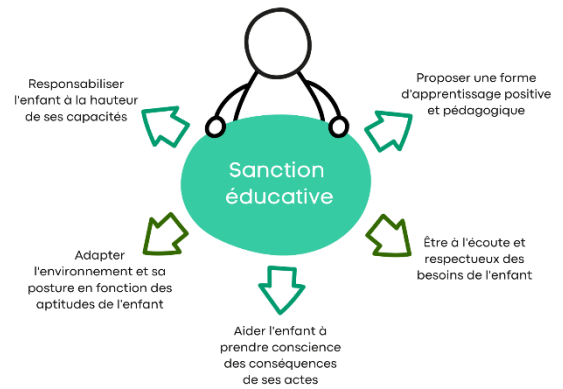 Responsabiliser
l'enfant à la hauteur
de ses capacités
Proposer une forme
d'apprentissage positive
et pédagogique
Sanction
éducative
Adapter
l'environnement et sa
posture en fonction des
aptitudes de l'enfant
Être à l'écoute et
respectueux des
besoins de l'enfant
Aider l'enfant à
prendre conscience
des conséquences
de ses actes